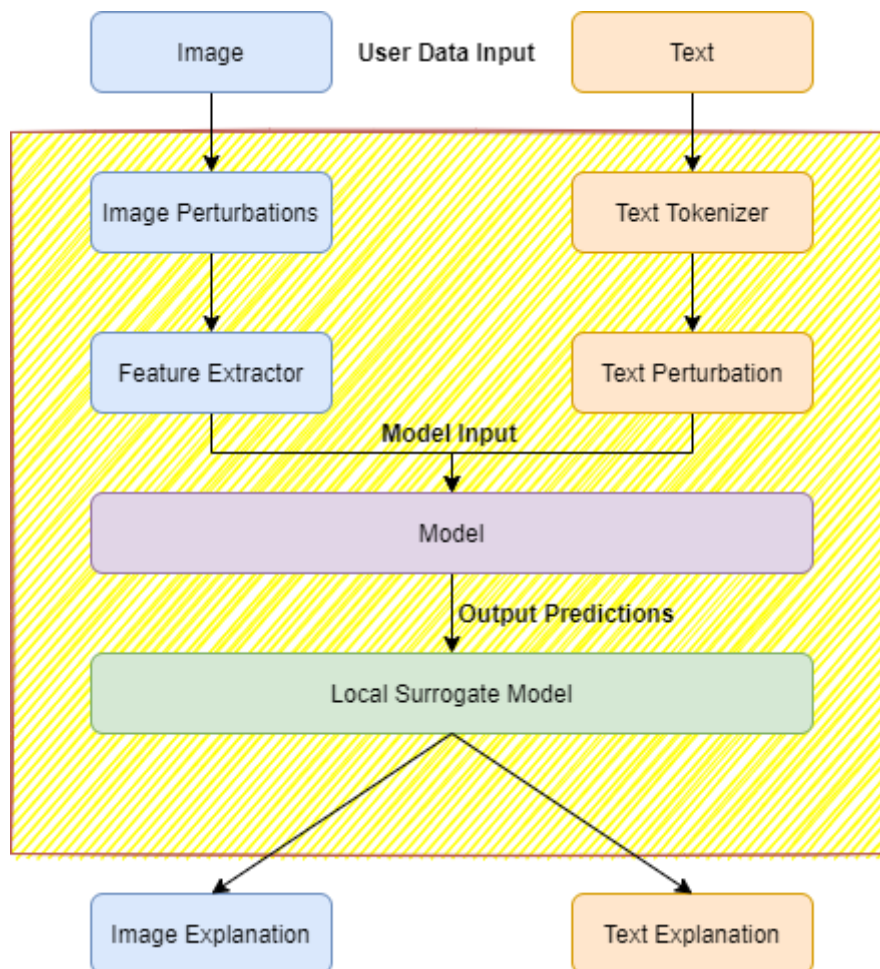 Image
User Data Input
Text
Image Perturbations
Text Tokenizer
Feature Extractor
Text Perturbation
Model Input
Model
Output Predictions
Local Surrogate Model
Image Explanation
Text Explanation